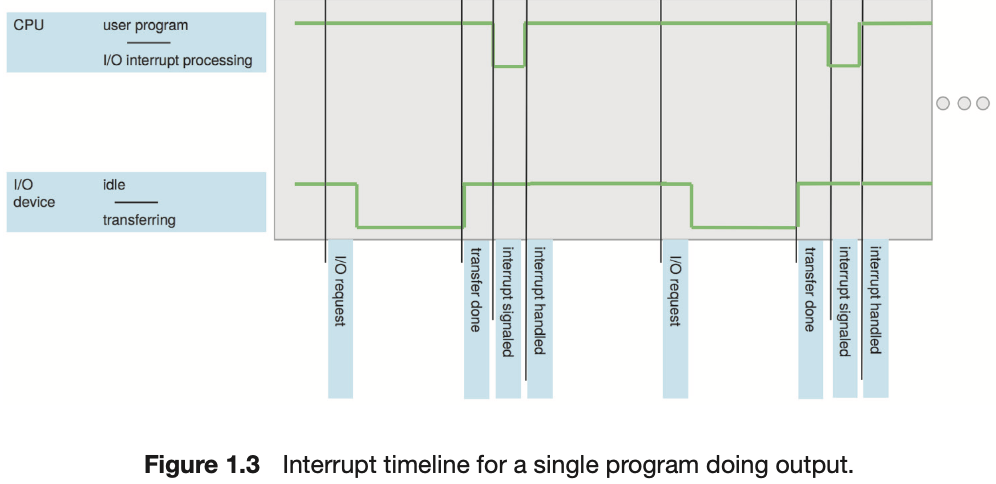 CPU
user program
I/O interrupt processing
I/O
device
idle
transferring
I/O request
transfer done
interrupt signaled
interrupt handled
I/O request
transfer done
interrupt signaled
interrupt handled
Figure 1.3 Interrupt timeline for a single program doing output.